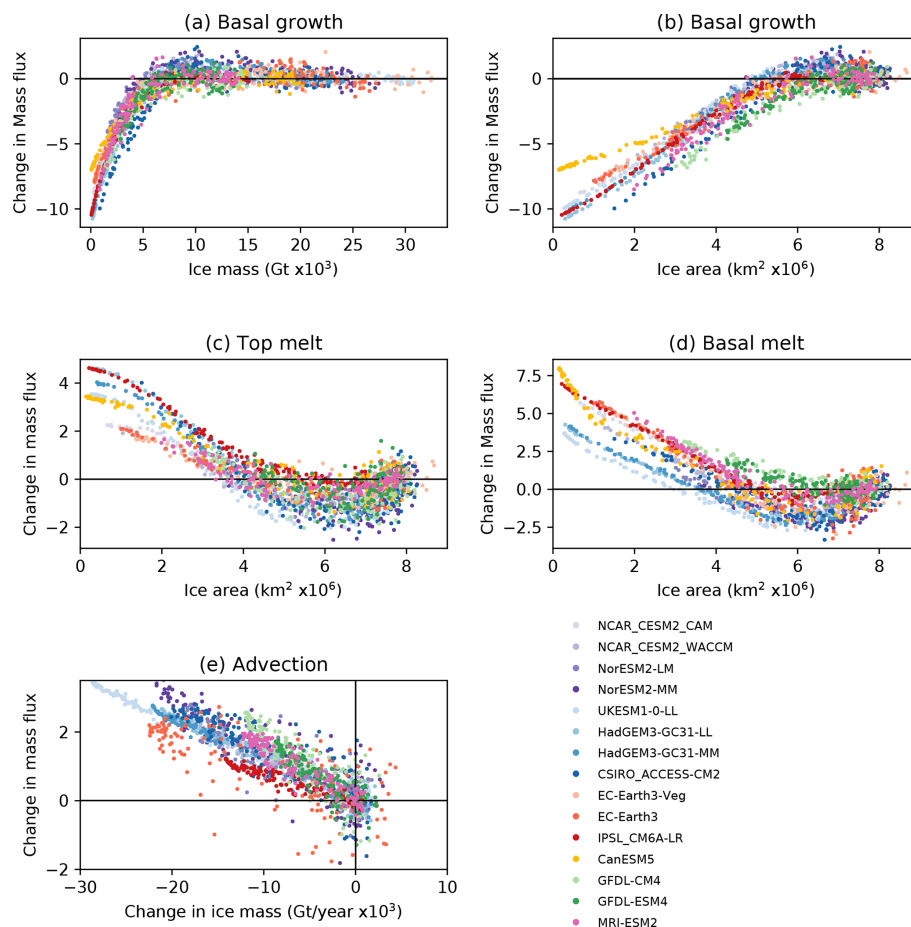 (a) Basal growth
(b) Basal growth
Change in Mass flux
0
−5
−10
0 5 10 15 20 25 30
Ice mass (Gt x10³)
Change in Mass flux
0
−5
−10
0 2 4 6 8
Ice area (km² x10⁶)
(c) Top melt
(d) Basal melt
Change in mass flux
4
2
0
−2
0 2 4 6 8
Ice area (km² x10⁶)
Change in Mass flux
7.5
5.0
2.5
0.0
−2.5
0 2 4 6 8
Ice area (km² x10⁶)
(e) Advection
Change in mass flux
2
0
−2
−30 −20 −10 0 10
Change in ice mass (Gt/year x10³)
NCAR_CESM2_CAM
NCAR_CESM2_WACCM
NorESM2-LM
NorESM2-MM
UKESM1-0-LL
HadGEM3-GC31-LL
HadGEM3-GC31-MM
CSIRO_ACCESS-CM2
EC-Earth3-Veg
EC-Earth3
IPSL_CM6A-LR
CanESM5
GFDL-CM4
GFDL-ESM4
MRI-ESM2